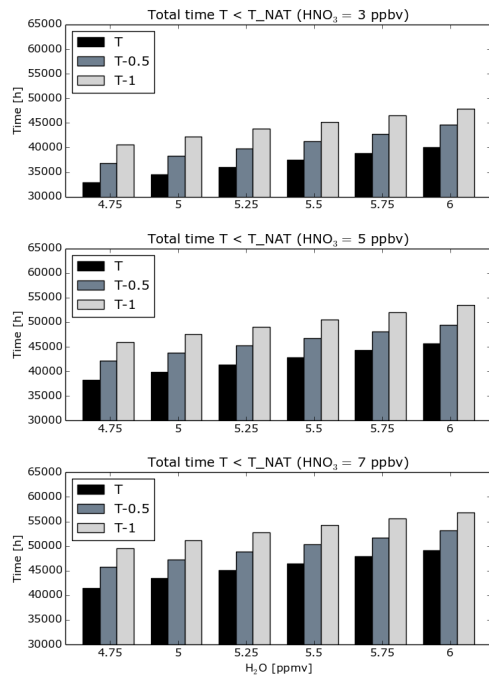 Total time T < T_NAT (HNO₃ = 3 ppbv)
65000
60000
55000
50000
45000
40000
35000
30000
Time [h]
T
T-0.5
T-1
4.75 5 5.25 5.5 5.75 6
Total time T < T_NAT (HNO₃ = 5 ppbv)
65000
60000
55000
50000
45000
40000
35000
30000
Time [h]
T
T-0.5
T-1
4.75 5 5.25 5.5 5.75 6
Total time T < T_NAT (HNO₃ = 7 ppbv)
65000
60000
55000
50000
45000
40000
35000
30000
Time [h]
T
T-0.5
T-1
4.75 5 5.25 5.5 5.75 6
H₂O [ppmv]